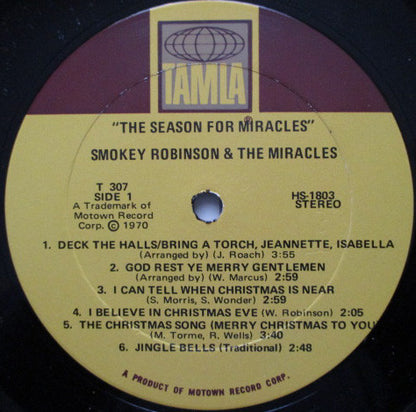 TAMLA
"THE SEASON FOR MIRACLES"
SMOKEY ROBINSON & THE MIRACLES
T 307
SIDE 1
A Trademark of
Motown Record
Corp. © 1970
HS-1803
STEREO
1. DECK THE HALLS/BRING A TORCH, JEANNETTE, ISABELLA
(Arranged by) (J. Roach) 3:55
2. GOD REST YE MERRY GENTLEMEN
(Arranged by) (W. Marcus) 2:59
3. I CAN TELL WHEN CHRISTMAS IS NEAR
(S. Morris, S. Wonder) 2:59
4. I BELIEVE IN CHRISTMAS EVE (W. Robinson) 2:05
5. THE CHRISTMAS SONG (MERRY CHRISTMAS TO YOU
M. Torme, R. Wells) 3:40
6. JINGLE BELLS (Traditional) 2:48
A PRODUCT OF MOTOWN RECORD CORP.